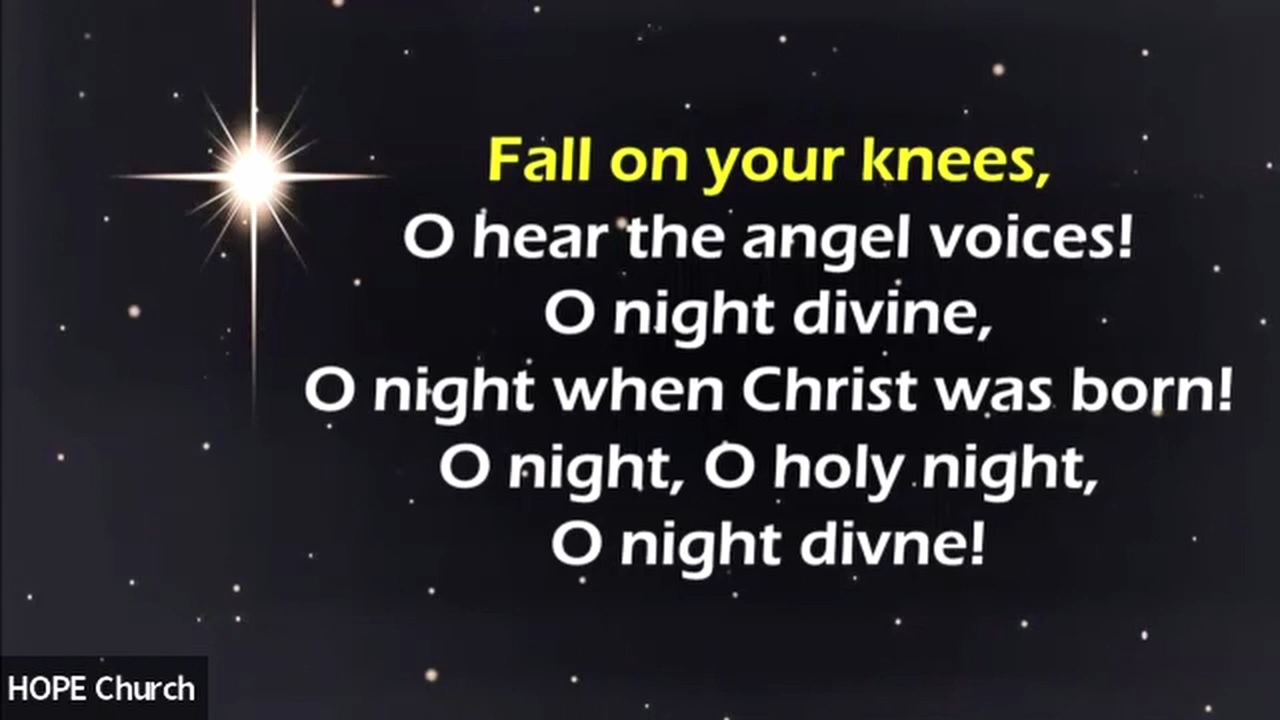 Fall on your knees,
O hear the angel voices!
O night divine,
O night when Christ was born!
O night, O holy night,
O night divne!
HOPE Church